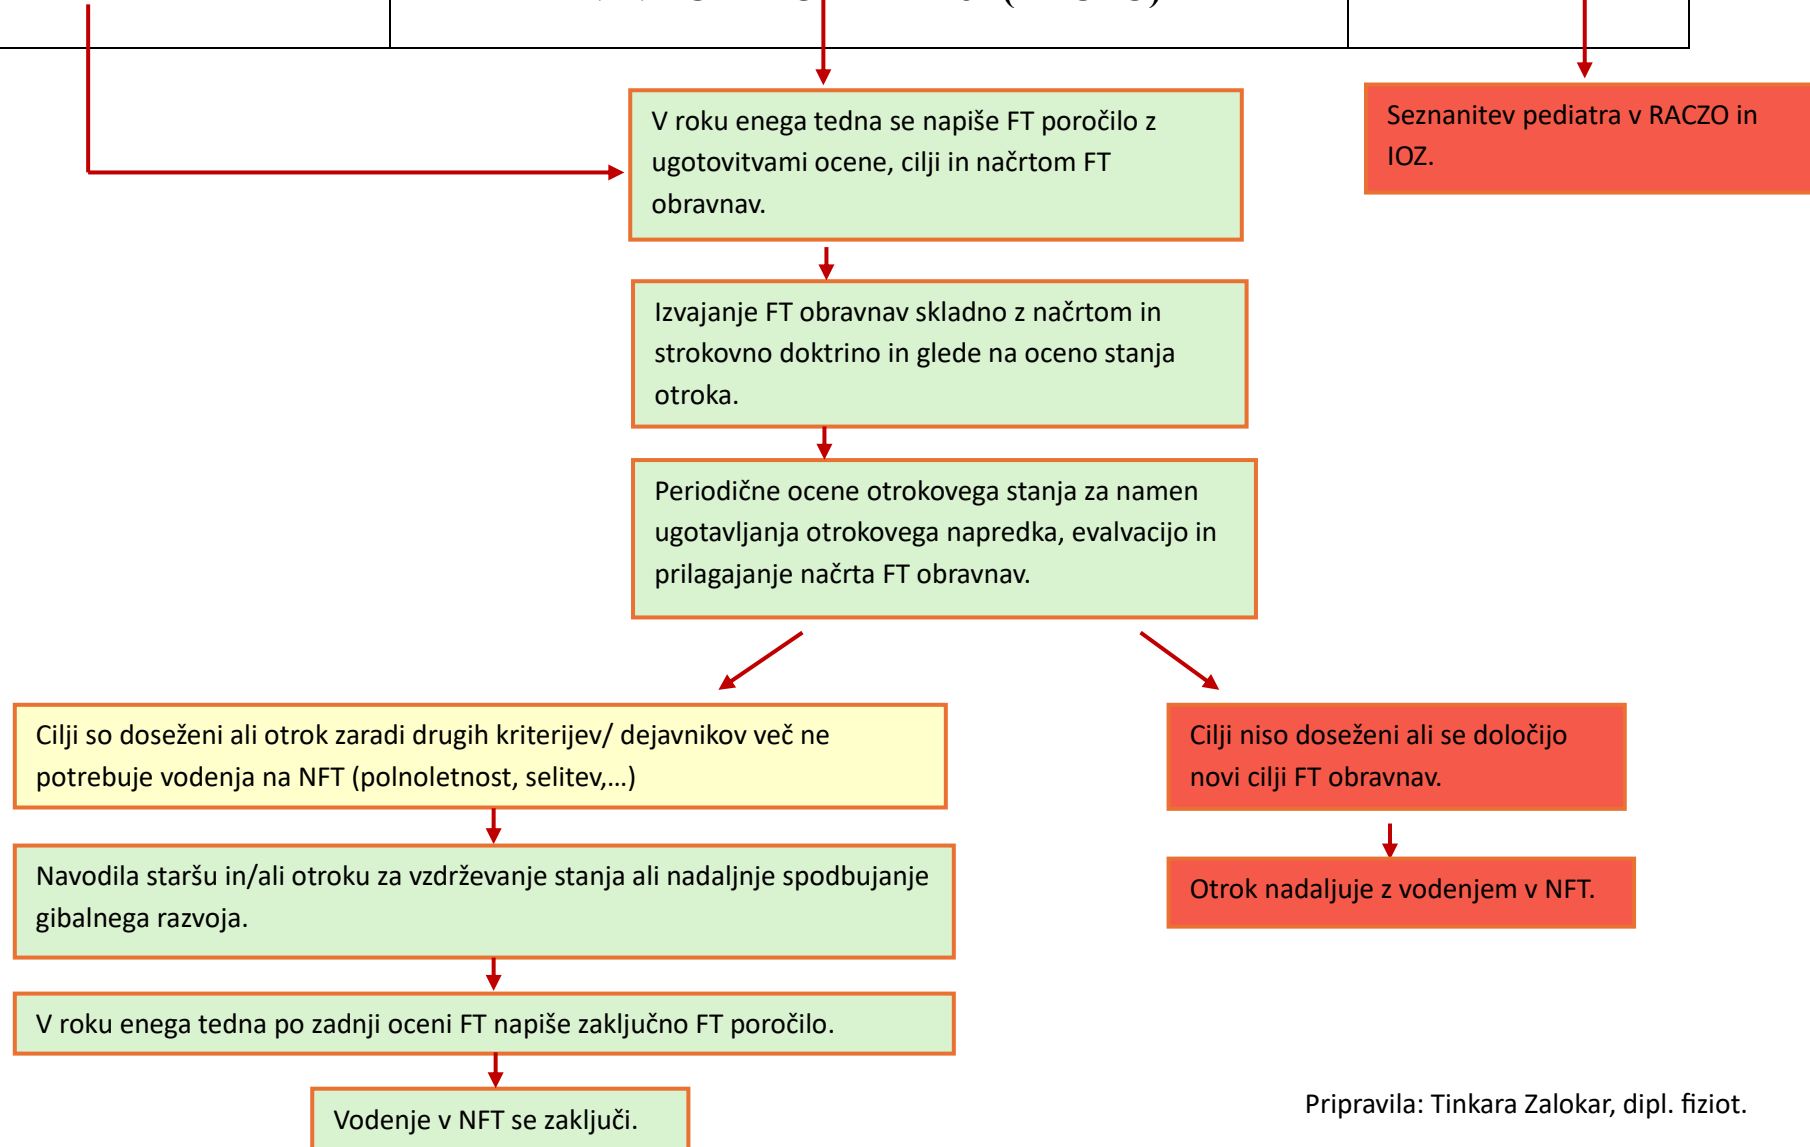 V roku enega tedna se napiše FT poročilo z
ugotovitvami ocene, cilji in načrtom FT
obravnav.
Seznanitev pediatra v RACZO in
IOZ.
Izvajanje FT obravnav skladno z načrtom in
strokovno doktrino in glede na oceno stanja
otroka.
Periodične ocene otrokovega stanja za namen
ugotavljanja otrokovega napredka, evalvacijo in
prilagajanje načrta FT obravnav.
Cilji so doseženi ali otrok zaradi drugih kriterijev/ dejavnikov več ne
potrebuje vodenja na NFT (polnoletnost, selitev,...)
Cilji niso doseženi ali se določijo
novi cilji FT obravnav.
Navodila staršu in/ali otroku za vzdrževanje stanja ali nadaljnje spodbujanje
gibalnega razvoja.
Otrok nadaljuje z vodenjem v NFT.
V roku enega tedna po zadnji oceni FT napiše zaključno FT poročilo.
Vodenje v NFT se zaključi.
Pripravila: Tinkara Zalokar, dipl. fiziot.